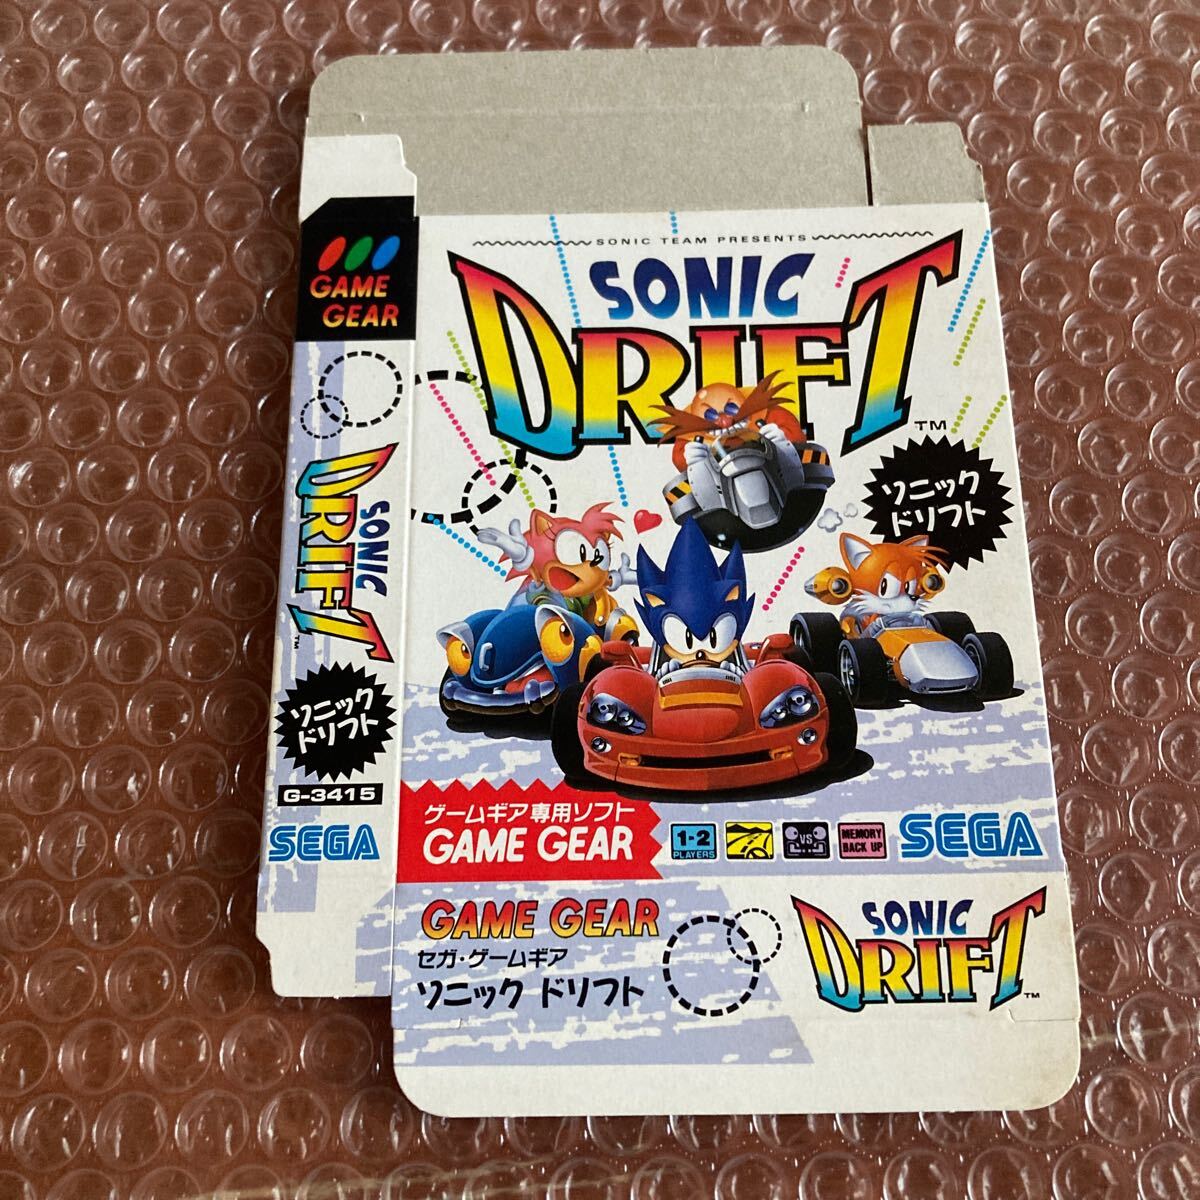 GAME
GEAR
SONIC
DRIFT
TM
ソニック
ドリフト
G-3415
SEGA
SONIC TEAM PRESENTS
SONIC
DRIFT
TM
ソニック
ドリフト
ゲームギア専用ソフト
GAME GEAR
1-2
PLAYERS
VS
MEMORY
BACK UP
SEGA
GAME GEAR
セガ・ゲームギア
ソニック ドリフト
SONIC
DRIFT
TM